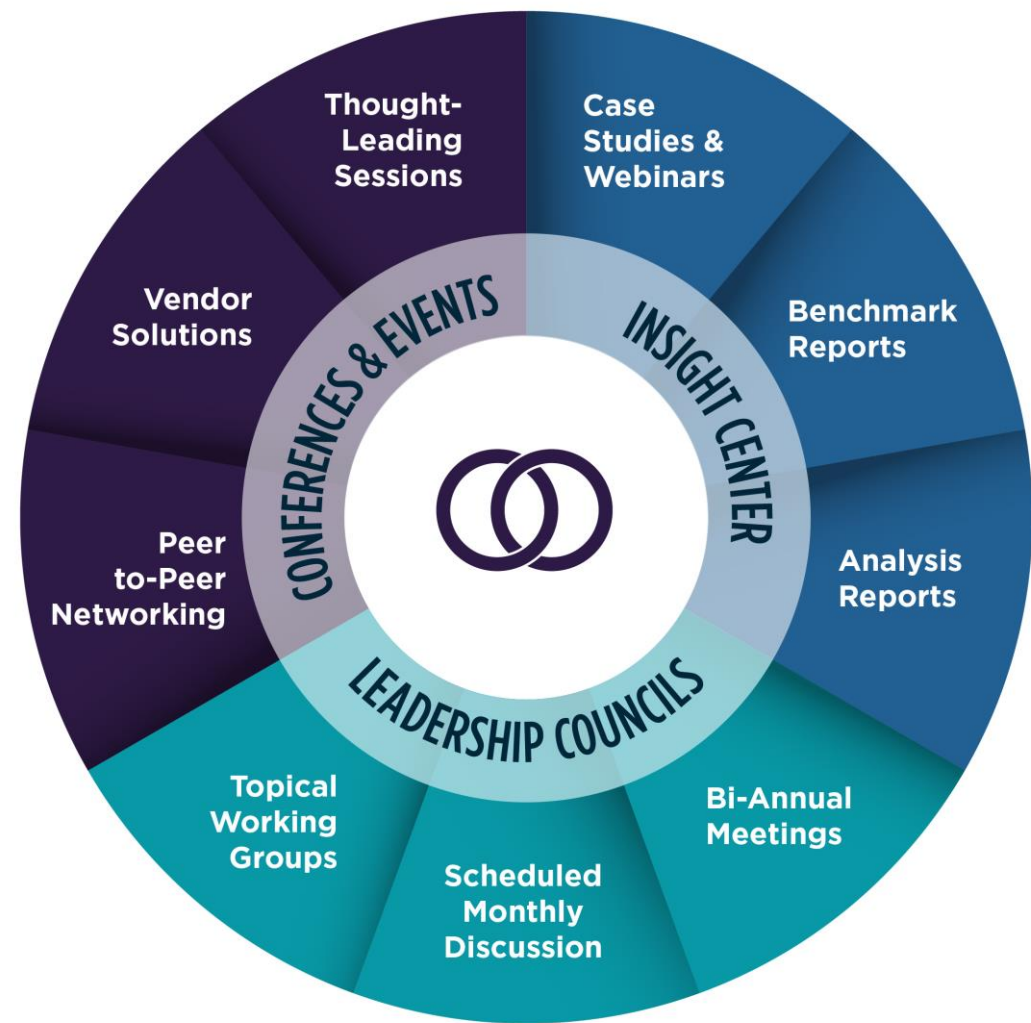 Thought-
Leading
Sessions
Case
Studies &
Webinars
Vendor
Solutions
Benchmark
Reports
CONFERENCES & EVENTS
INSIGHT CENTER
Peer
to-Peer
Networking
Analysis
Reports
LEADERSHIP COUNCILS
Topical
Working
Groups
Scheduled
Monthly
Discussion
Bi-Annual
Meetings